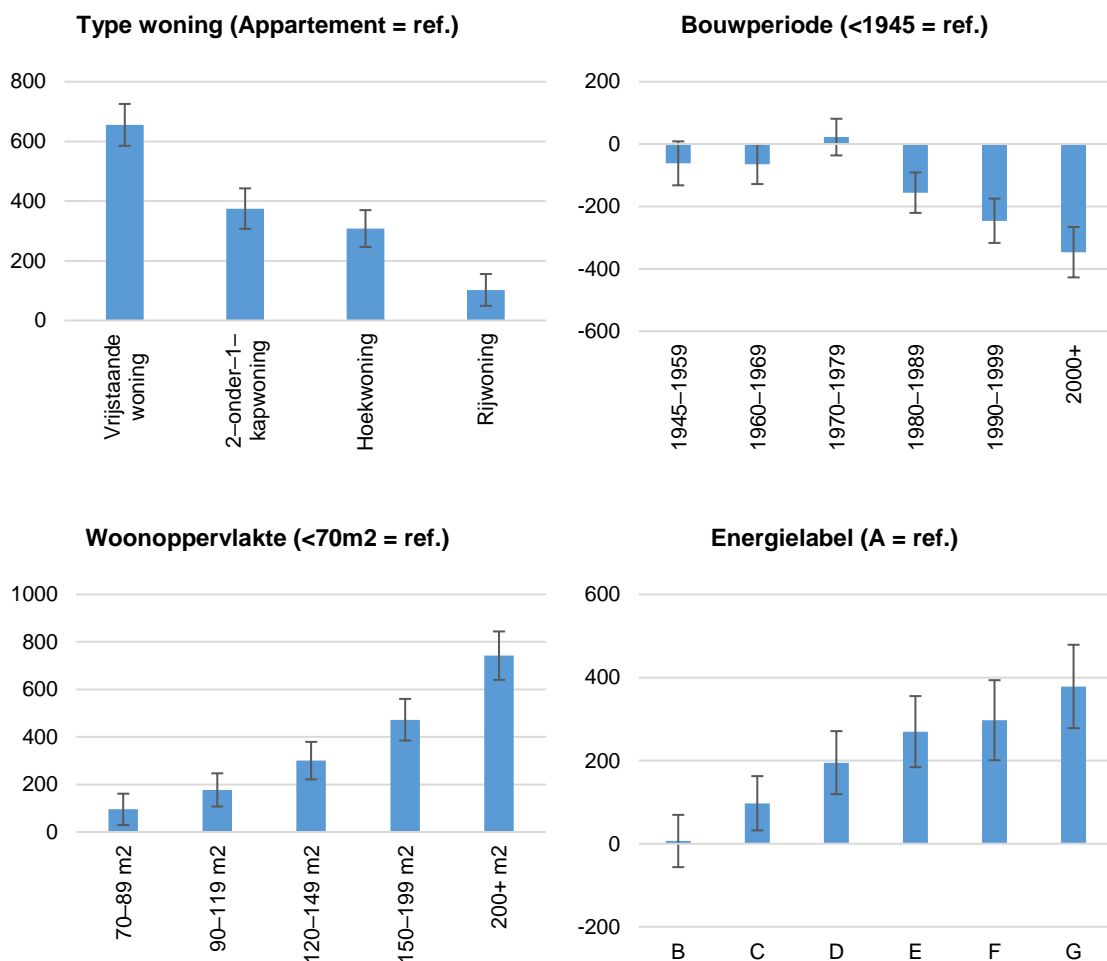 Type woning (Appartement = ref.)
800
600
400
200
0
Vrijstaande
woning
2–onder–1–
kapwoning
Hoekwoning
Rijwoning
Bouwperiode (<1945 = ref.)
200
0
-200
-400
-600
1945–1959
1960–1969
1970–1979
1980–1989
1990–1999
2000+
Woonoppervlakte (<70m2 = ref.)
1000
800
600
400
200
0
70–89 m2
90–119 m2
120–149 m2
150–199 m2
200+ m2
Energielabel (A = ref.)
600
400
200
0
-200
B
C
D
E
F
G